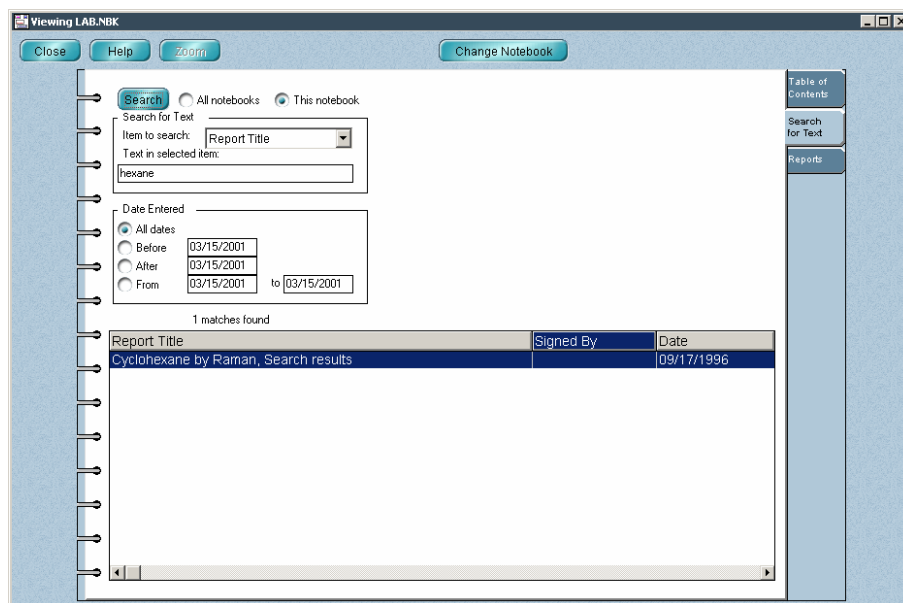 Viewing LAB.NBK
Close Help Zoom Change Notebook
Table of
Contents
Search
for Text
Reports
Search All notebooks This notebook
Search for Text
Item to search: Report Title
Text in selected item:
hexane
Date Entered
All dates
Before 03/15/2001
After 03/15/2001
From 03/15/2001 to 03/15/2001
1 matches found
Report Title Signed By Date
Cyclohexane by Raman, Search results 09/17/1996